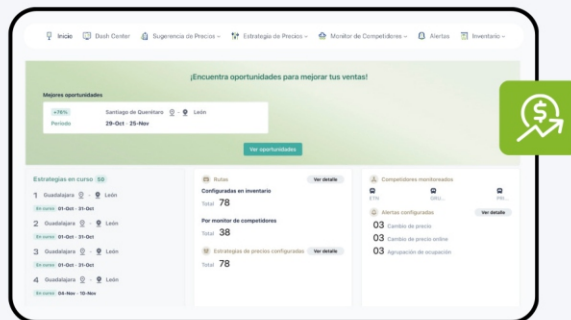 Inicio Dash Center Sugerencia de Precios Estrategia de Precios Monitor de Competidores Alertas Inventario
¡Encuentra oportunidades para mejorar tus ventas!
Mejores oportunidades
+76% Santiago de Querétaro - León
Periodo 28-Oct - 25-Nov
Ver oportunidades
Estrategias en curso 50
1 Guadalajara - León
En curso 01-Oct - 31-Oct
2 Guadalajara - León
En curso 01-Oct - 31-Oct
3 Guadalajara - León
En curso 01-Oct - 31-Oct
4 Guadalajara - León
En curso 04-Nov - 10-Nov
Rutas Ver detalle
Configuradas en inventario
Total 78
Por monitor de competidores
Total 38
Estrategias de precios configuradas Ver detalle
Total 78
Competidores monitoreados
ETN GRU... PRI...
Alertas configuradas Ver detalle
03 Cambio de precio
03 Cambio de precio online
03 Agrupación de ocupación
$